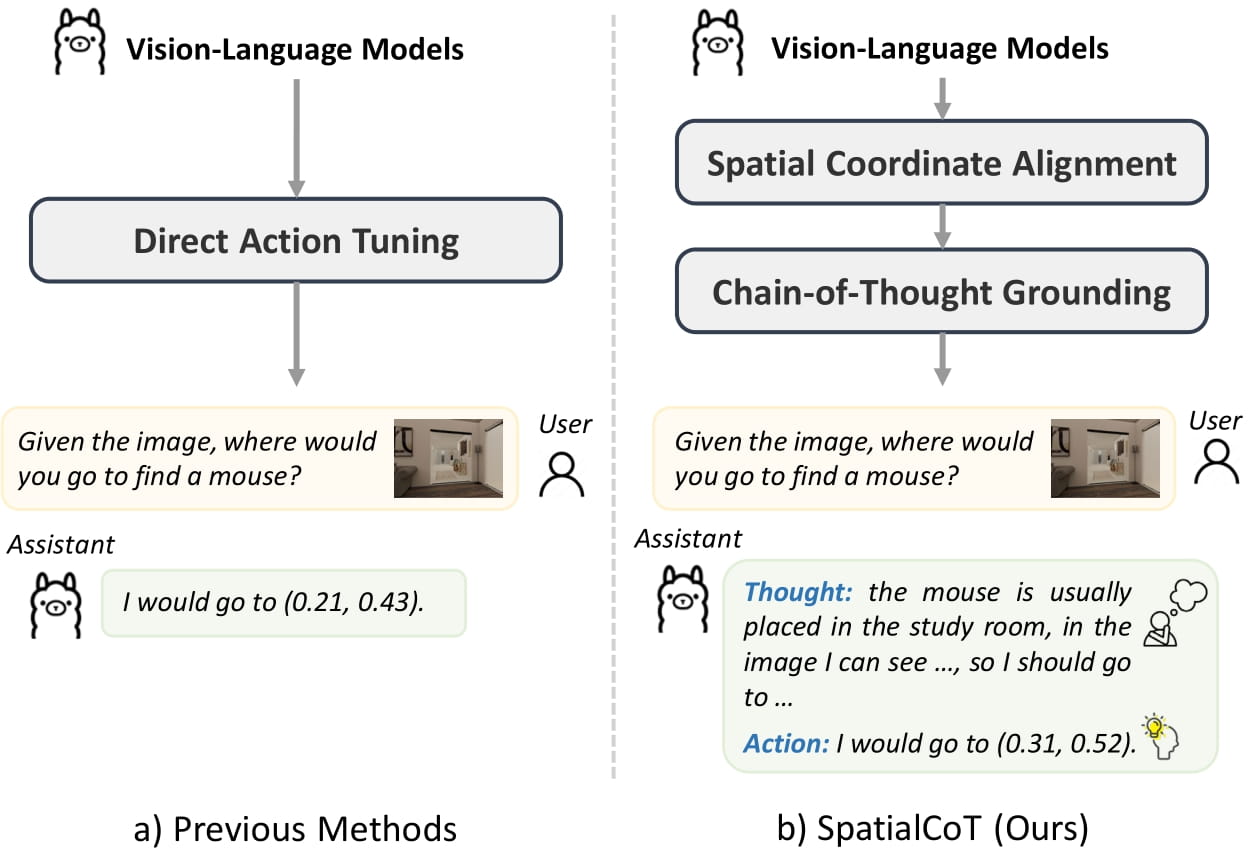 Vision-Language Models
Direct Action Tuning
Given the image, where would
you go to find a mouse?
User
Assistant
I would go to (0.21, 0.43).
a) Previous Methods
Vision-Language Models
Spatial Coordinate Alignment
Chain-of-Thought Grounding
Given the image, where would
you go to find a mouse?
User
Assistant
Thought: the mouse is usually
placed in the study room, in the
image I can see ..., so I should go
to ...
Action: I would go to (0.31, 0.52).
b) SpatialCoT (Ours)